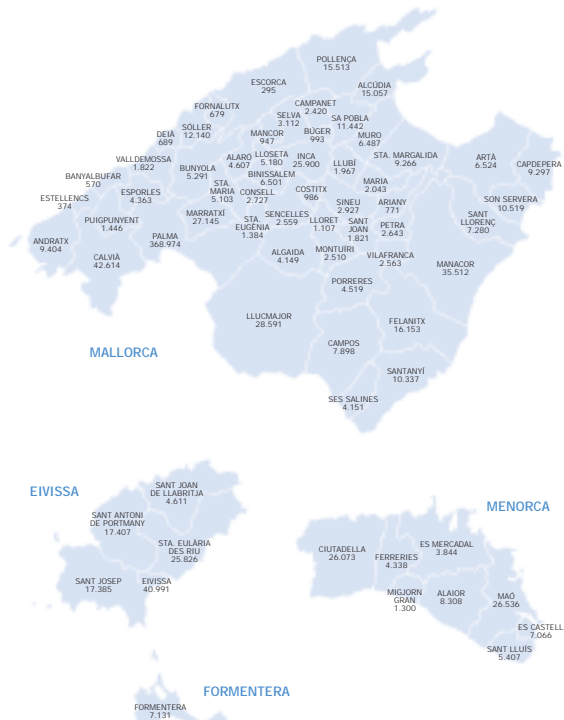 POLLENÇA
15.513
ESCORCA
295
ALCÚDIA
15.057
FORNALUTX
679
CAMPANET
2.420
SELVA
3.112
SA POBLA
11.442
DEIÀ
689
SÓLLER
12.140
MANCOR
947
BÚGER
993
MURO
6.487
VALLDEMOSSA
1.822
BUNYOLA
5.291
ALARÓ
4.607
LLOSETA
5.180
INCA
25.900
LLUBÍ
1.967
STA. MARGALIDA
9.266
ARTÀ
6.524
CAPDEPERA
9.297
BANYALBUFAR
570
BINISSALEM
6.501
MARIA
2.043
ESTELLENCS
374
ESPORLES
4.363
STA.
MARIA
5.103
CONSELL
2.727
COSTITX
986
SINEU
2.927
ARIANY
771
SON SERVERA
10.519
PUIGPUNYENT
1.446
MARRATXÍ
27.145
STA.
EUGÈNIA
1.384
SENCELLES
2.559
LLORET
1.107
SANT
JOAN
1.821
PETRA
2.643
SANT
LLORENÇ
7.280
ANDRATX
9.404
CALVIÀ
42.614
PALMA
368.974
ALGAIDA
4.149
MONTUÏRI
2.510
VILAFRANCA
2.563
MANACOR
35.512
PORRERES
4.519
LLUCMAJOR
28.591
FELANITX
16.153
CAMPOS
7.898
MALLORCA
SANTANYÍ
10.337
SES SALINES
4.151
EIVISSA
SANT JOAN
DE LLABRITJA
4.611
SANT ANTONI
DE PORTMANY
17.407
STA. EULÀRIA
DES RIU
25.826
SANT JOSEP
17.385
EIVISSA
40.991
MENORCA
CIUTADELLA
26.073
FERRERIES
4.338
ES MERCADAL
3.844
MIGJORN
GRAN
1.300
ALAIOR
8.308
MAÓ
26.536
ES CASTELL
7.066
SANT LLUÍS
5.407
FORMENTERA
FORMENTERA
7.131